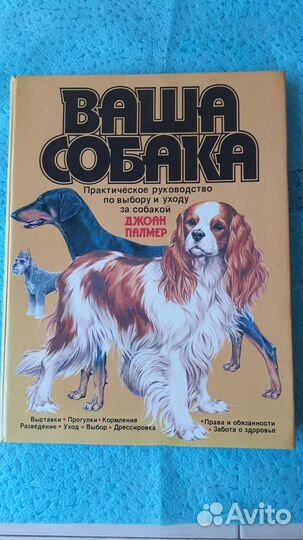 ВАША
СОБАКА
Практическое руководство
по выбору и уходу
за собакой
ДЖОАН
ПАЛМЕР
Выставки • Прогулки • Кормление
Разведение • Уход • Выбор • Дрессировка
• Права и обязанности
• Забота о здоровье
Avito